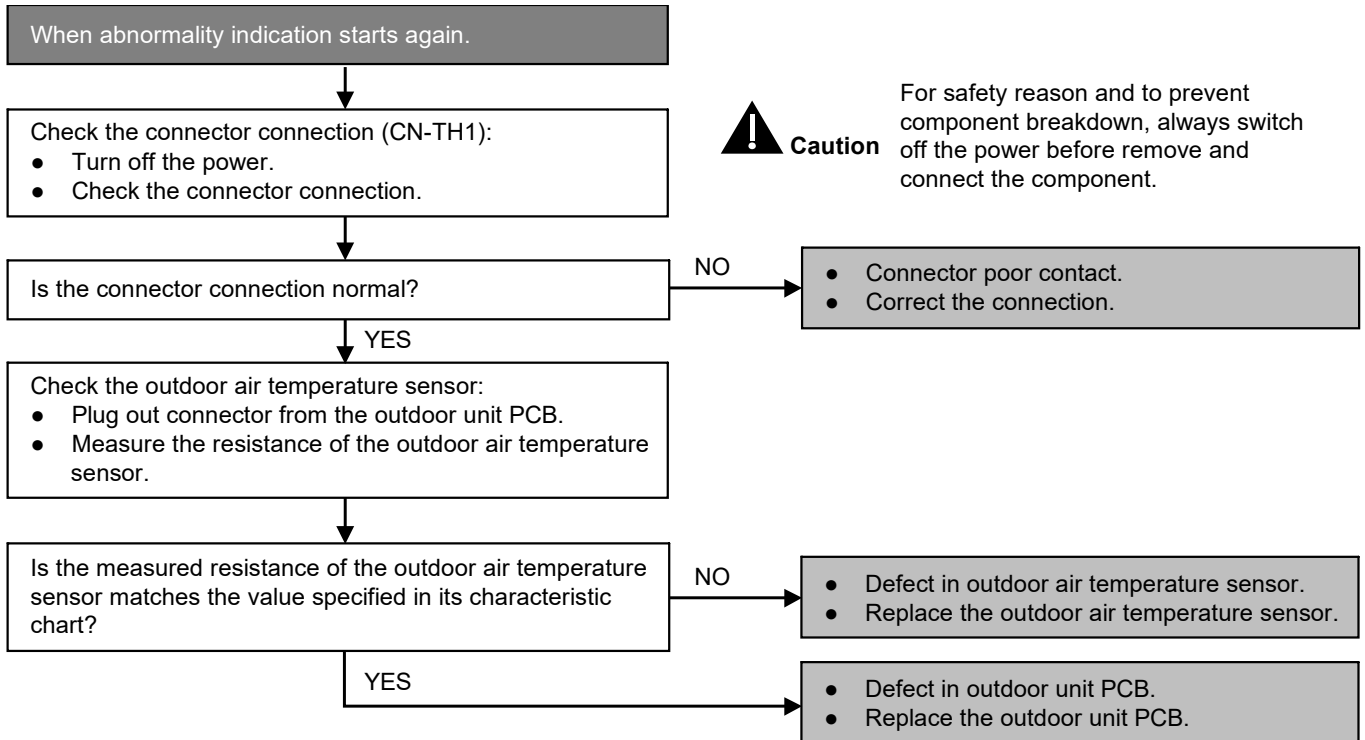 When abnormality indication starts again.
Check the connector connection (CN-TH1):
● Turn off the power.
● Check the connector connection.
Caution
For safety reason and to prevent
component breakdown, always switch
off the power before remove and
connect the component.
Is the connector connection normal?
NO
● Connector poor contact.
● Correct the connection.
YES
Check the outdoor air temperature sensor:
● Plug out connector from the outdoor unit PCB.
● Measure the resistance of the outdoor air temperature
sensor.
Is the measured resistance of the outdoor air temperature
sensor matches the value specified in its characteristic
chart?
NO
● Defect in outdoor air temperature sensor.
● Replace the outdoor air temperature sensor.
YES
● Defect in outdoor unit PCB.
● Replace the outdoor unit PCB.